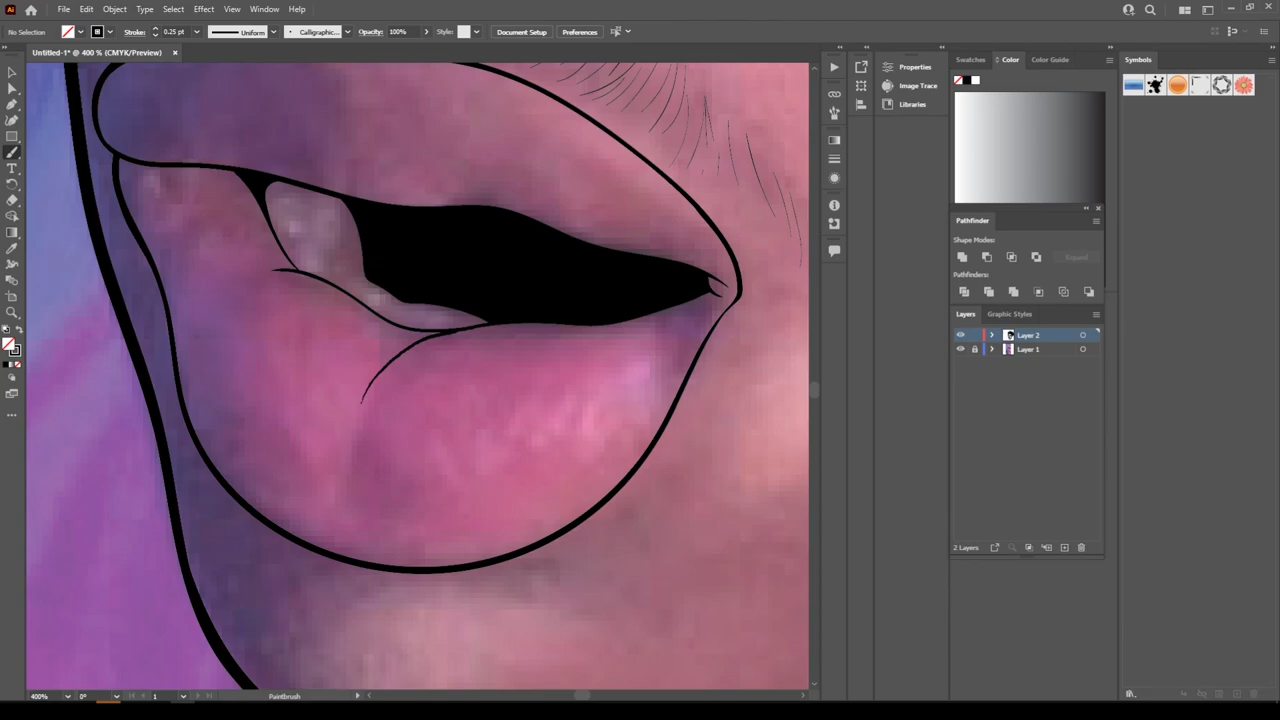 Ai File Edit Object Type Select Effect View Window Help
No Selection Stroke: 0.25 pt Uniform Calligraphic... Opacity: 100% Style: Document Setup Preferences
Untitled-1* @ 400 % (CMYK/Preview)
Properties
Image Trace
Libraries
Swatches Color Color Guide
Symbols
Pathfinder
Shape Modes:
Expand
Pathfinders:
Layers Graphic Styles
Layer 2
Layer 1
2 Layers
400% 0° 1 Paintbrush